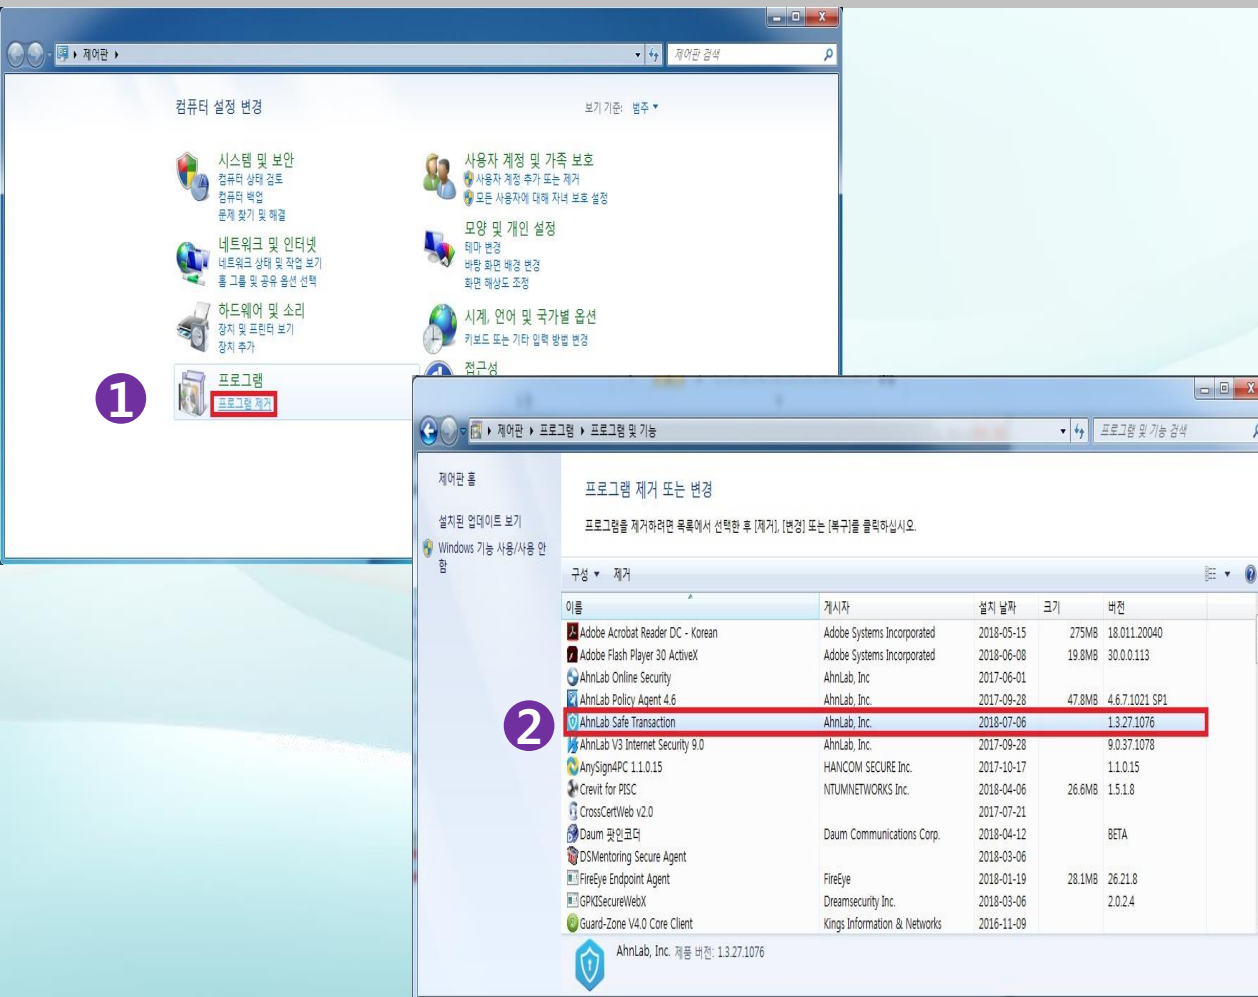 제어판
제어판 검색
컴퓨터 설정 변경
보기 기준: 범주
시스템 및 보안
컴퓨터 상태 검토
컴퓨터 백업
문제 찾기 및 해결
네트워크 및 인터넷
네트워크 상태 및 작업 보기
홈 그룹 및 공유 옵션 선택
하드웨어 및 소리
장치 및 프린터 보기
장치 추가
1
프로그램
프로그램 제거
사용자 계정 및 가족 보호
사용자 계정 추가 또는 제거
모든 사용자에 대해 자녀 보호 설정
모양 및 개인 설정
테마 변경
바탕 화면 배경 변경
화면 해상도 조정
시계, 언어 및 국가별 옵션
키보드 또는 기타 입력 방법 변경
접근성
제어판 프로그램 프로그램 및 기능
프로그램 및 기능 검색
제어판 홈
설치된 업데이트 보기
Windows 기능 사용/사용 안
함
프로그램 제거 또는 변경
프로그램을 제거하려면 목록에서 선택한 후 [제거], [변경] 또는 [복구]를 클릭하십시오.
구성 제거
이름 게시자 설치 날짜 크기 버전
Adobe Acrobat Reader DC - Korean Adobe Systems Incorporated 2018-05-15 275MB 18.011.20040
Adobe Flash Player 30 ActiveX Adobe Systems Incorporated 2018-06-08 19.8MB 30.0.0.113
AhnLab Online Security AhnLab, Inc 2017-06-01
AhnLab Policy Agent 4.6 AhnLab, Inc. 2017-09-28 47.8MB 4.6.7.1021 SP1
2
AhnLab Safe Transaction AhnLab, Inc. 2018-07-06 1.3.27.1076
AhnLab V3 Internet Security 9.0 AhnLab, Inc. 2017-09-28 9.0.37.1078
AnySign4PC 1.1.0.15 HANCOM SECURE Inc. 2017-10-17 1.1.0.15
Crevit for PISC NTUMNETWORKS Inc. 2018-04-06 26.6MB 1.5.1.8
CrossCertWeb v2.0 2017-07-21
Daum 팟인코더 Daum Communications Corp. 2018-04-12 BETA
DSMentoring Secure Agent 2018-03-06
FireEye Endpoint Agent FireEye 2018-01-19 28.1MB 26.21.8
GPKISecureWebX Dreamsecurity Inc. 2018-03-06 2.0.2.4
Guard-Zone V4.0 Core Client Kings Information & Networks 2016-11-09
AhnLab, Inc. 제품 버전: 1.3.27.1076